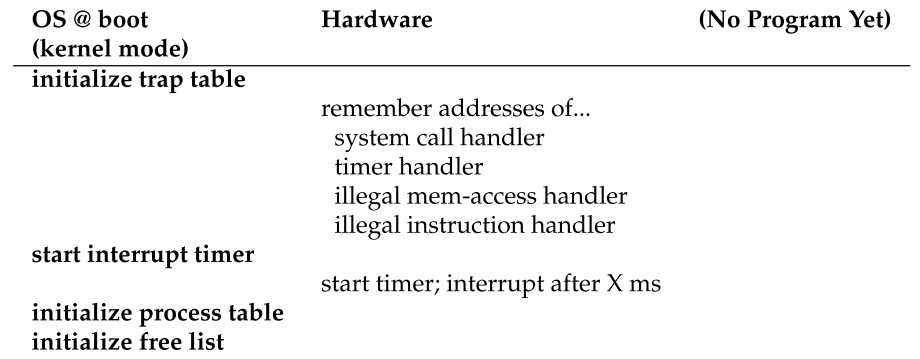 OS @ boot Hardware (No Program Yet)
(kernel mode)
initialize trap table
remember addresses of...
system call handler
timer handler
illegal mem-access handler
illegal instruction handler
start interrupt timer
start timer; interrupt after X ms
initialize process table
initialize free list